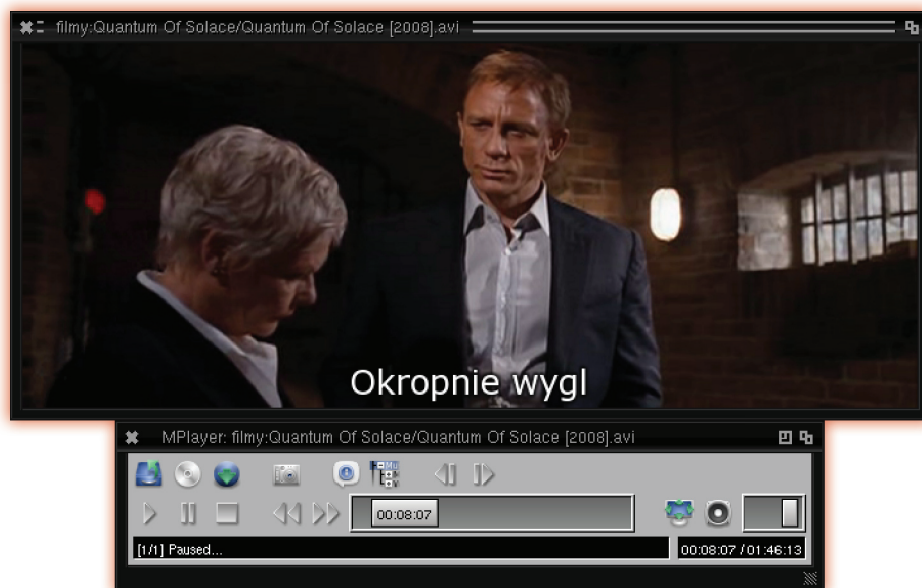 filmy:Quantum Of Solace/Quantum Of Solace [2008].avi
Okropnie wygl
MPlayer: filmy:Quantum Of Solace/Quantum Of Solace [2008].avi
00:08:07
[1/1] Paused...
00:08:07 / 01:46:13